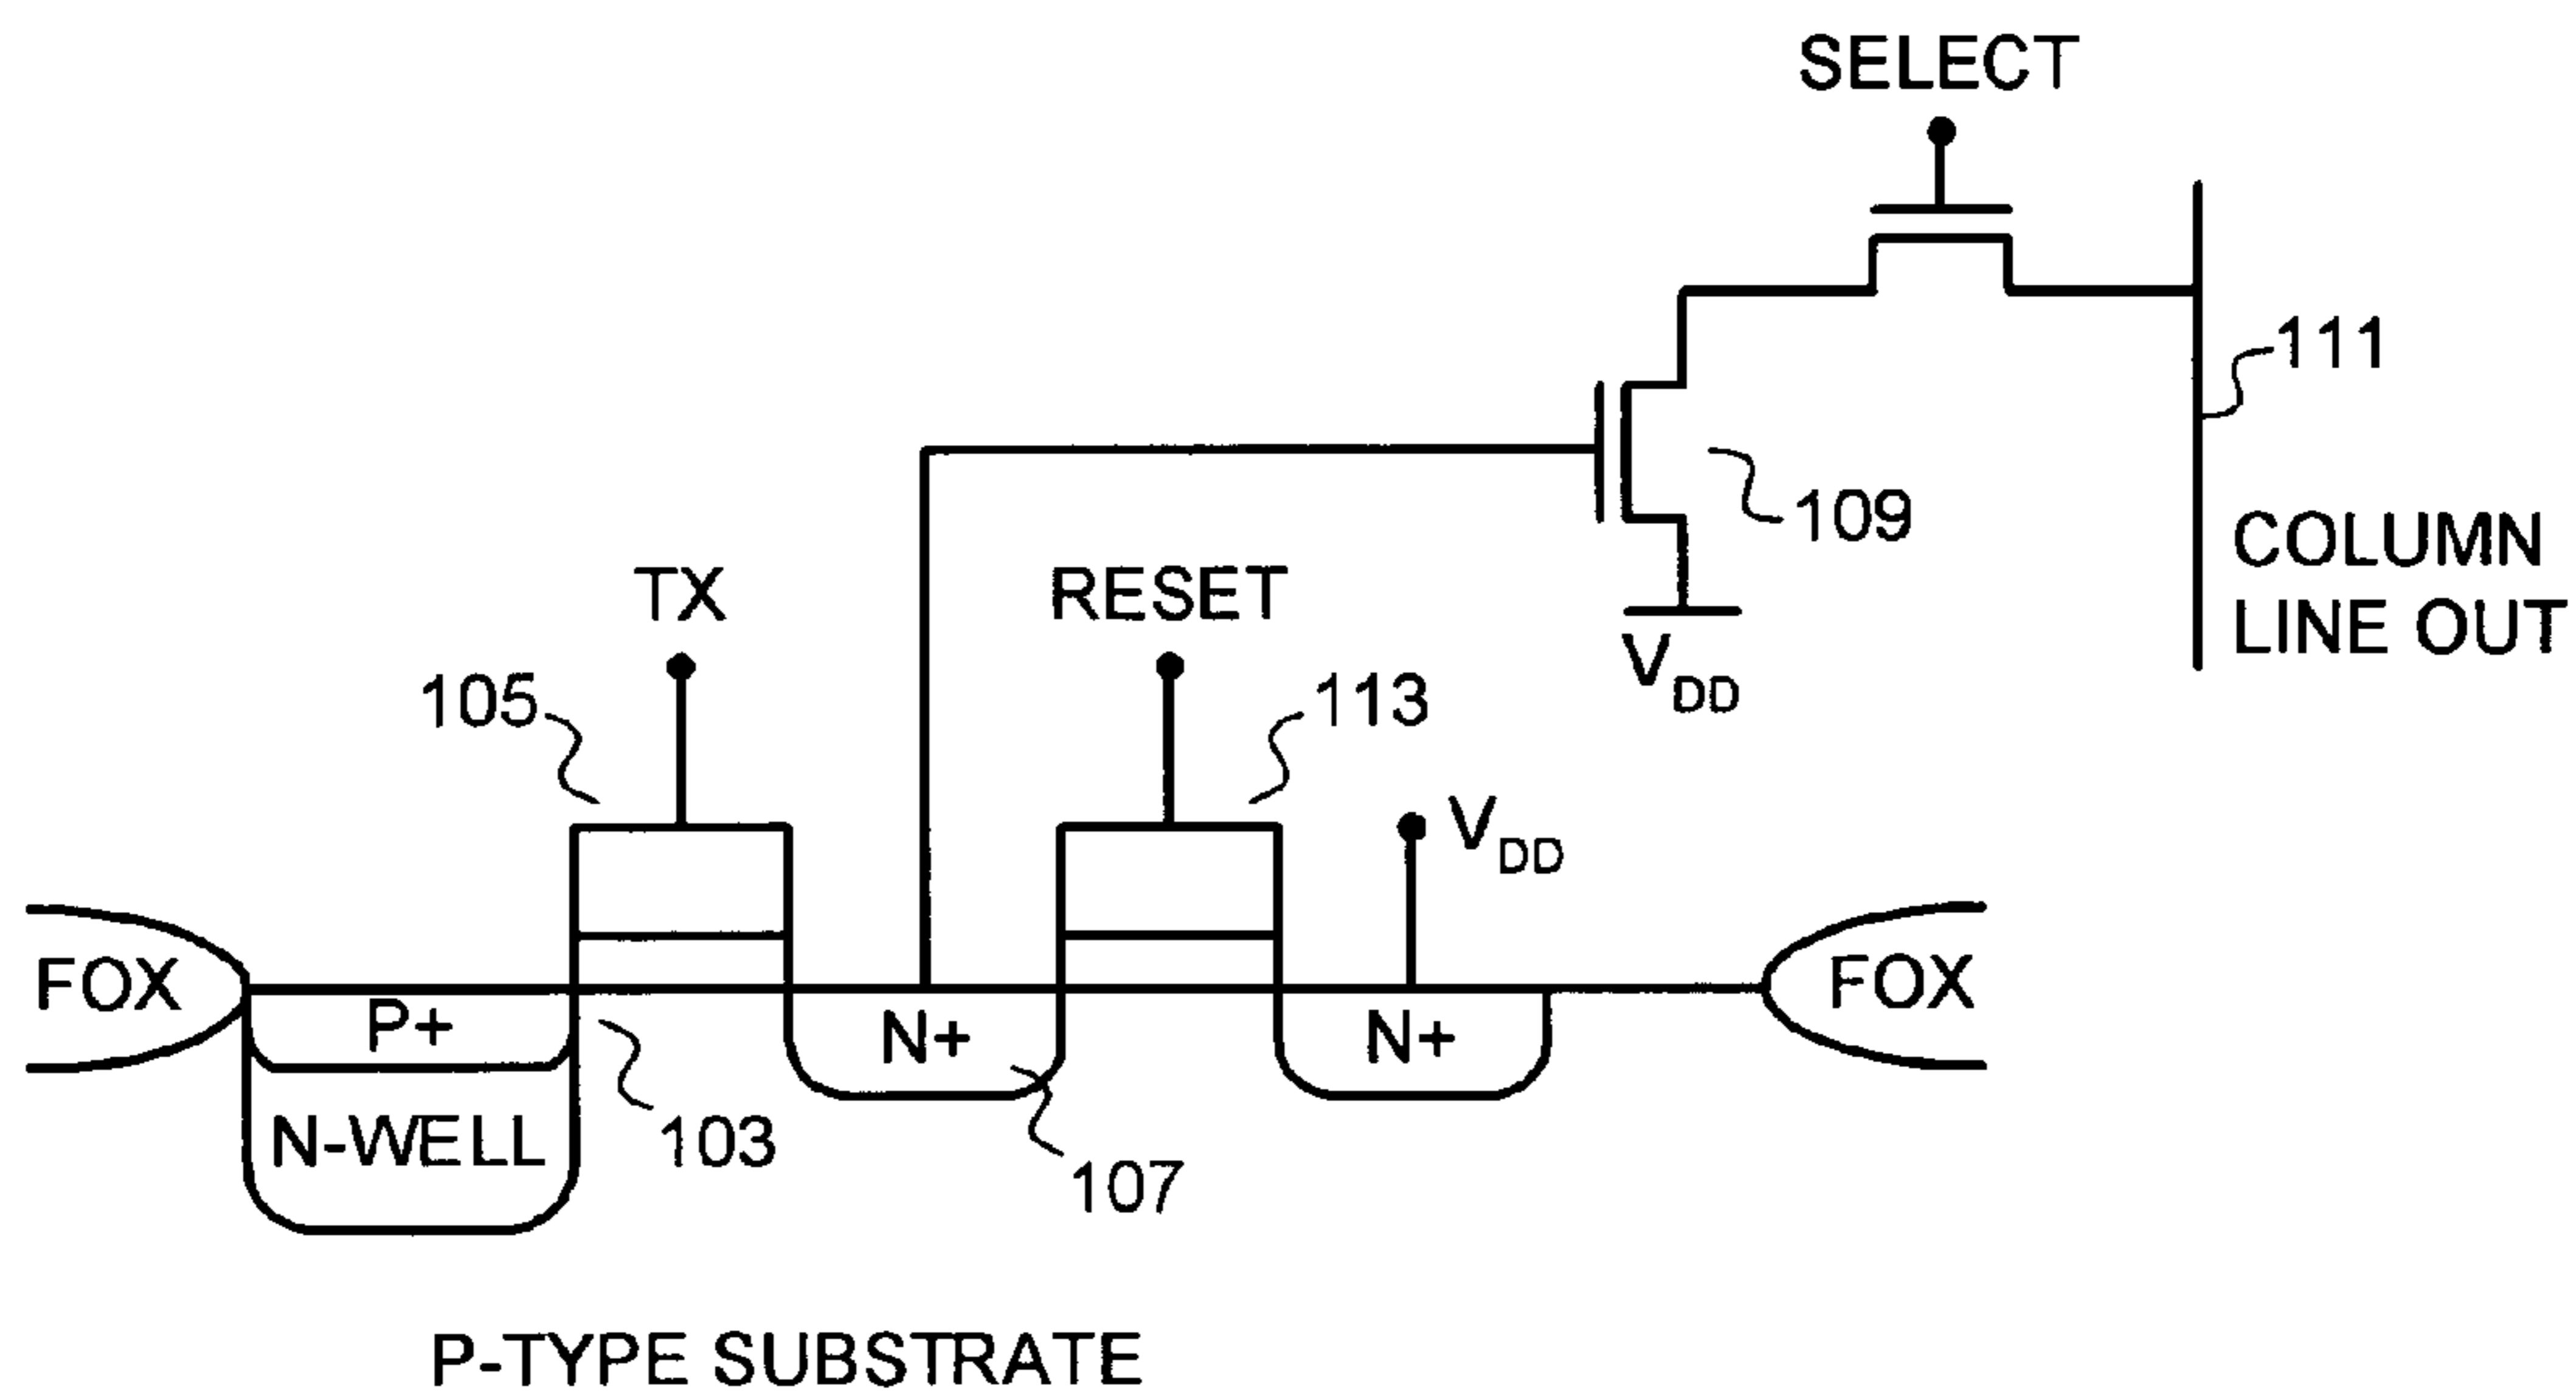 SELECT
111
109
COLUMN
LINE OUT
TX
RESET
VDD
105
113
VDD
FOX
P+
N+
N+
FOX
N-WELL
103
107
P-TYPE SUBSTRATE